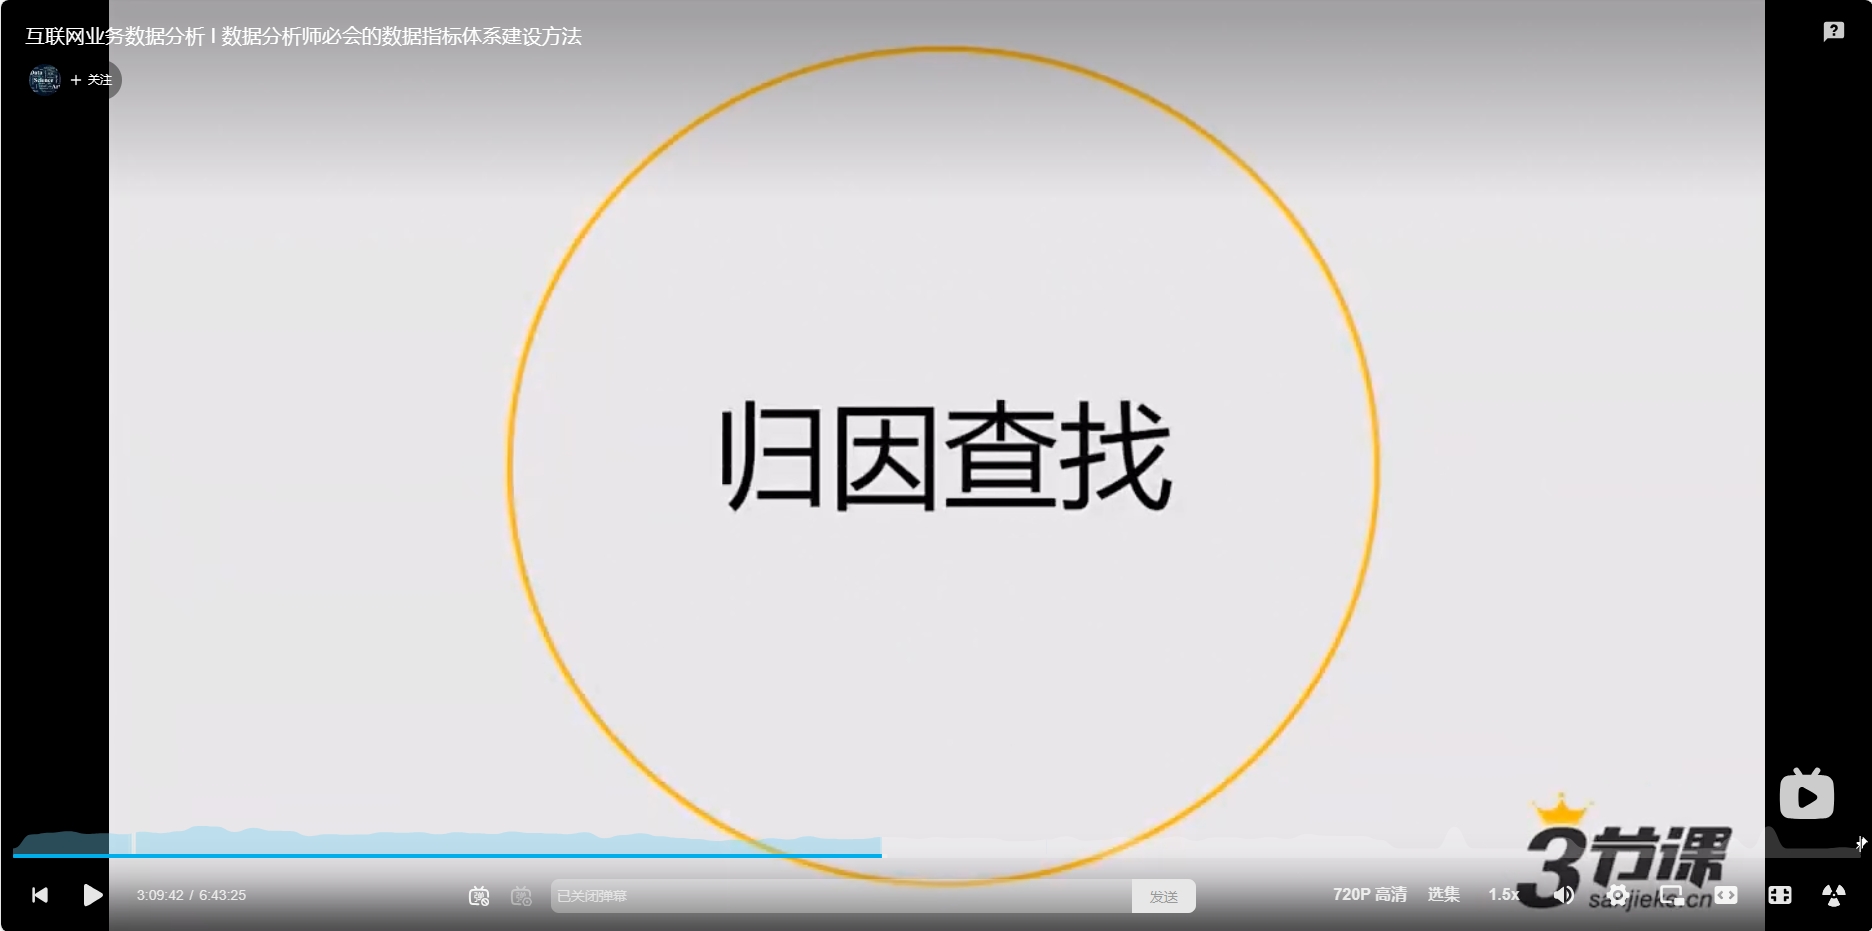 互联网业务数据分析 I 数据分析师必会的数据指标体系建设方法
Data
Science
+ 关注
归因查找
3节课
sanjieke.cn
3:09:42 / 6:43:25
已关闭弹幕
发送
720P 高清
选集
1.5x